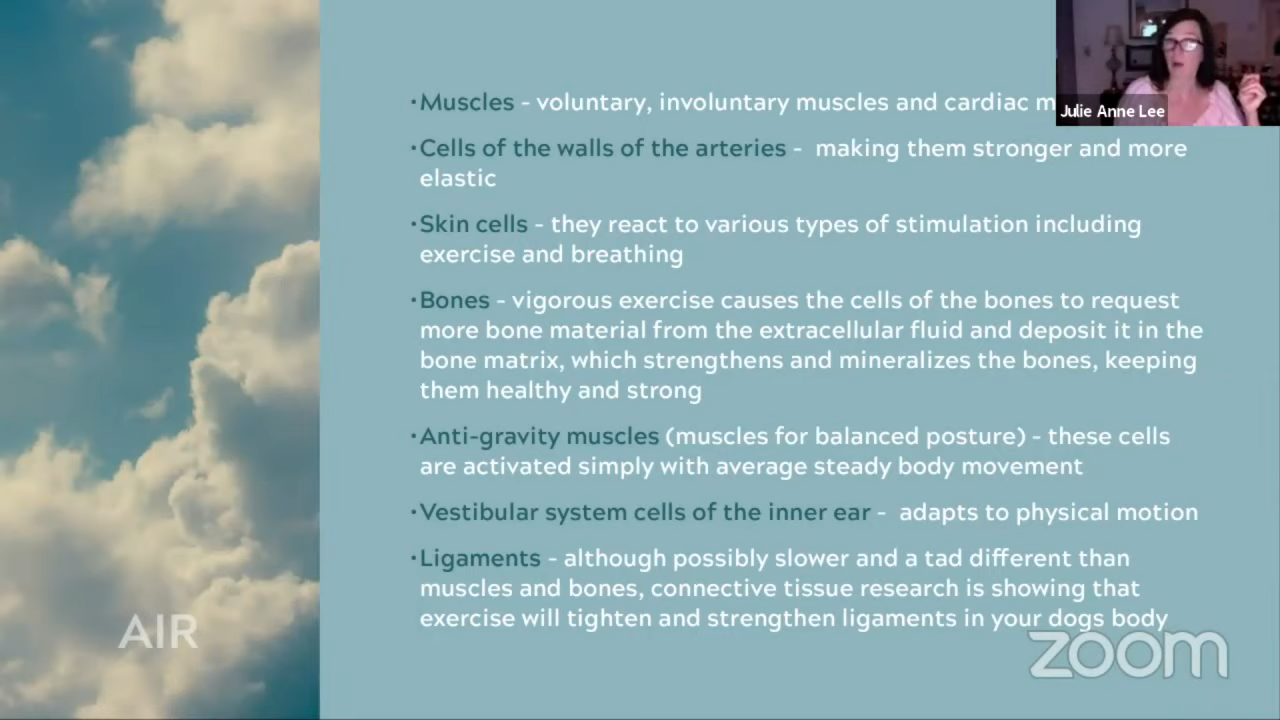 ·Muscles - voluntary, involuntary muscles and cardiac
Julie Anne Lee
·Cells of the walls of the arteries - making them stronger and more
elastic
·Skin cells - they react to various types of stimulation including
exercise and breathing
·Bones - vigorous exercise causes the cells of the bones to request
more bone material from the extracellular fluid and deposit it in the
bone matrix, which strengthens and mineralizes the bones, keeping
them healthy and strong
·Anti-gravity muscles (muscles for balanced posture) - these cells
are activated simply with average steady body movement
·Vestibular system cells of the inner ear - adapts to physical motion
·Ligaments - although possibly slower and a tad different than
muscles and bones, connective tissue research is showing that
exercise will tighten and strengthen ligaments in your dogs body
AIR
zoom